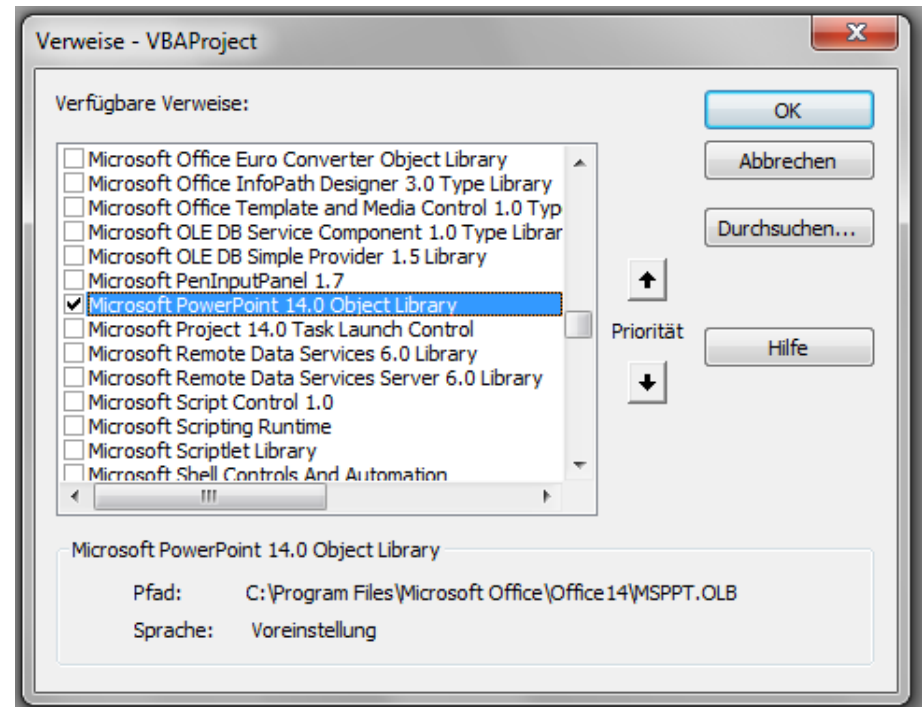 Verweise - VBAProject
Verfügbare Verweise:
OK
Abbrechen
Durchsuchen...
Hilfe
Microsoft Office Euro Converter Object Library
Microsoft Office InfoPath Designer 3.0 Type Library
Microsoft Office Template and Media Control 1.0 Typ
Microsoft OLE DB Service Component 1.0 Type Librar
Microsoft OLE DB Simple Provider 1.5 Library
Microsoft PenInputPanel 1.7
Microsoft PowerPoint 14.0 Object Library
Microsoft Project 14.0 Task Launch Control
Microsoft Remote Data Services 6.0 Library
Microsoft Remote Data Services Server 6.0 Library
Microsoft Script Control 1.0
Microsoft Scripting Runtime
Microsoft Scriptlet Library
Microsoft Shell Controls And Automation
Priorität
Microsoft PowerPoint 14.0 Object Library
Pfad: C:\Program Files\Microsoft Office\Office14\MSPPT.OLB
Sprache: Voreinstellung